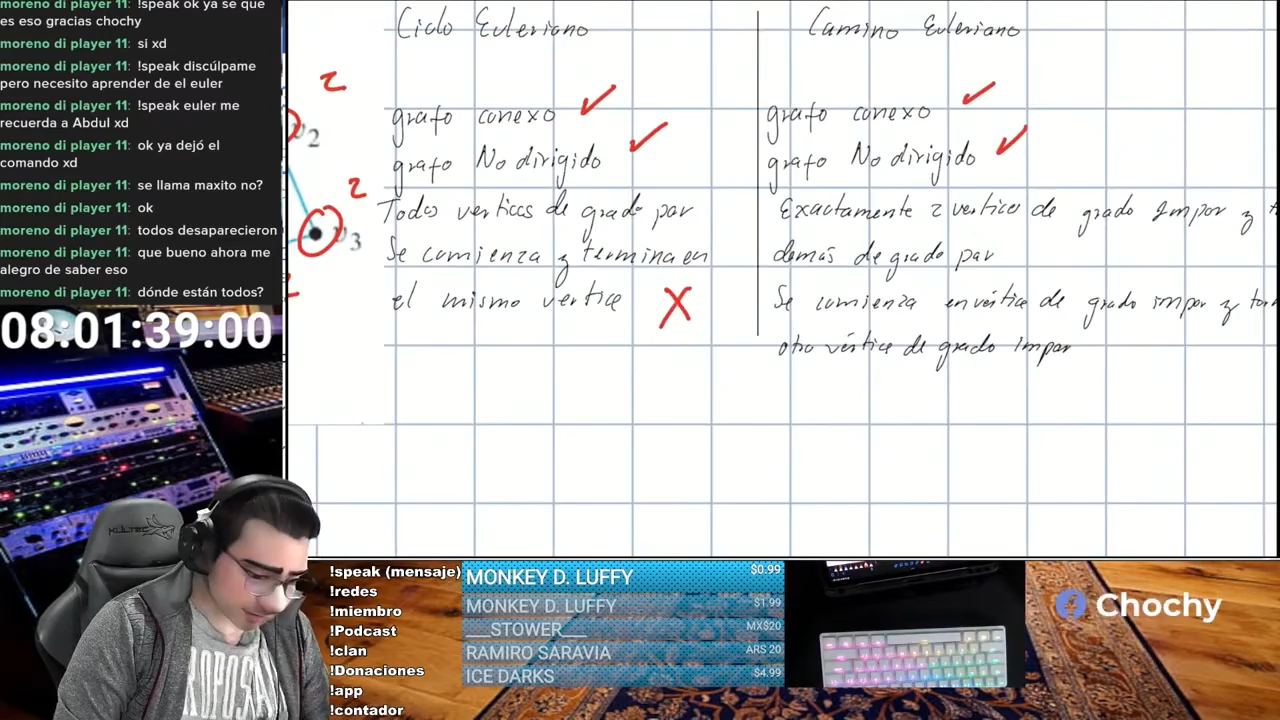 !speak ok ya se que
es eso gracias chochy
moreno di player 11: si xd
moreno di player 11: !speak discúlpame
pero necesito aprender de el euler
moreno di player 11: !speak euler me
recuerda a Abdul xd
moreno di player 11: ok ya dejó el
comando xd
moreno di player 11: se llama maxito no?
moreno di player 11: ok
moreno di player 11: todos desaparecieron
moreno di player 11: que bueno ahora me
alegro de saber eso
moreno di player 11: dónde están todos?
08:01:39:00
2
v2
2
v3
Ciclo Euleriano
grafo conexo ✓
grafo No dirigido ✓
Todos vertices de grado par
Se comienza y termina en
el mismo vertice X
Camino Euleriano
grafo conexo ✓
grafo No dirigido ✓
Exactamente 2 vertices de grado Impar y
demás de grado par
Se comienza en vértice de grado impar y
otro vértice de grado impar
!speak (mensaje)
!redes
!miembro
!Podcast
!clan
!Donaciones
!app
!contador
MONKEY D. LUFFY $0.99
MONKEY D. LUFFY $1.99
___STOWER___ MX$20
RAMIRO SARAVIA ARS 20
ICE DARKS $4.99
Chochy